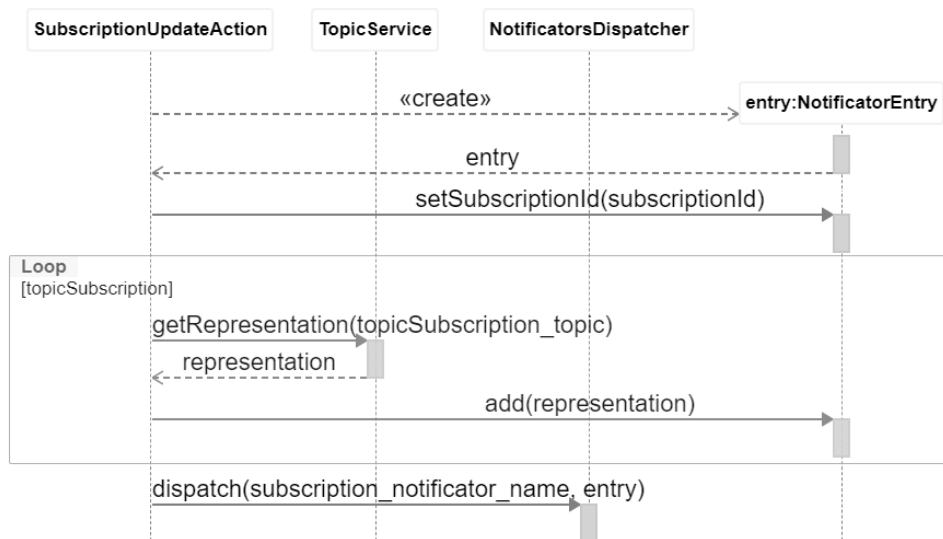 SubscriptionUpdateAction
TopicService
NotificatorsDispatcher
«create»
entry:NotificatorEntry
entry
setSubscriptionId(subscriptionId)
Loop
[topicSubscription]
getRepresentation(topicSubscription_topic)
representation
add(representation)
dispatch(subscription_notificator_name, entry)